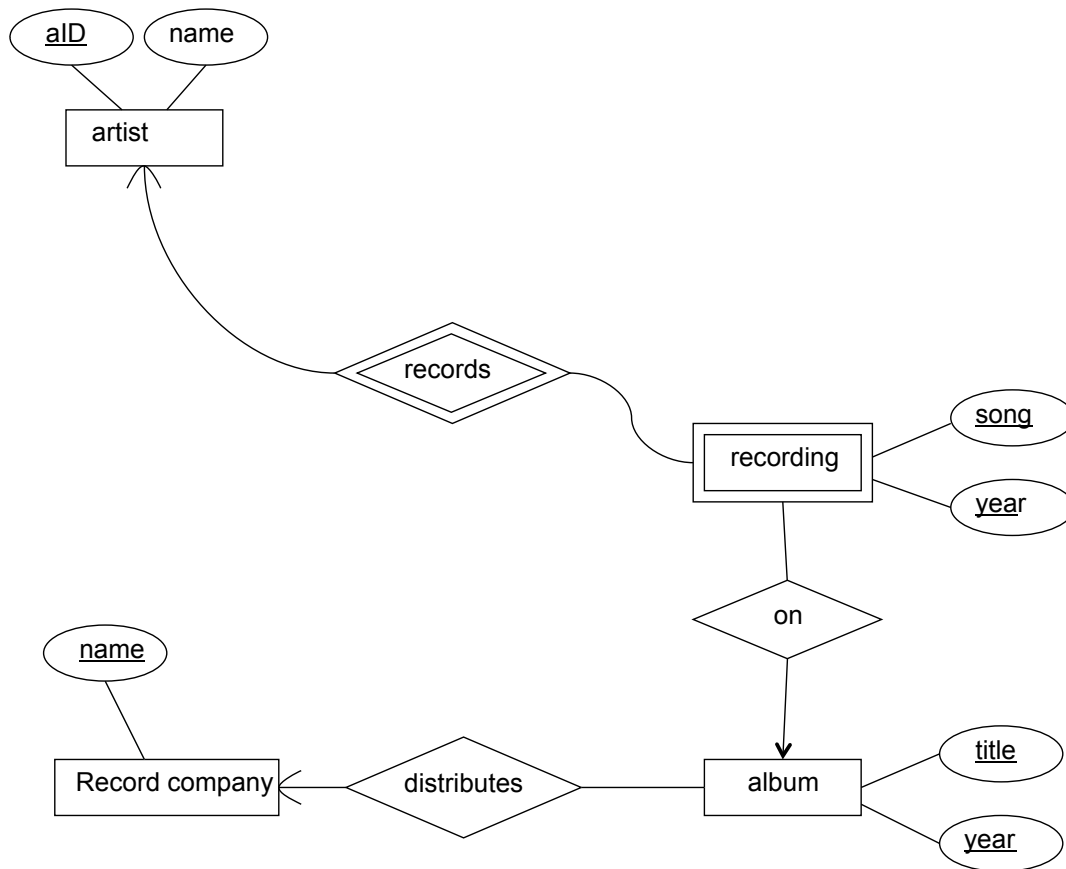 aID
name
artist
records
song
recording
year
on
name
title
Record company
distributes
album
year